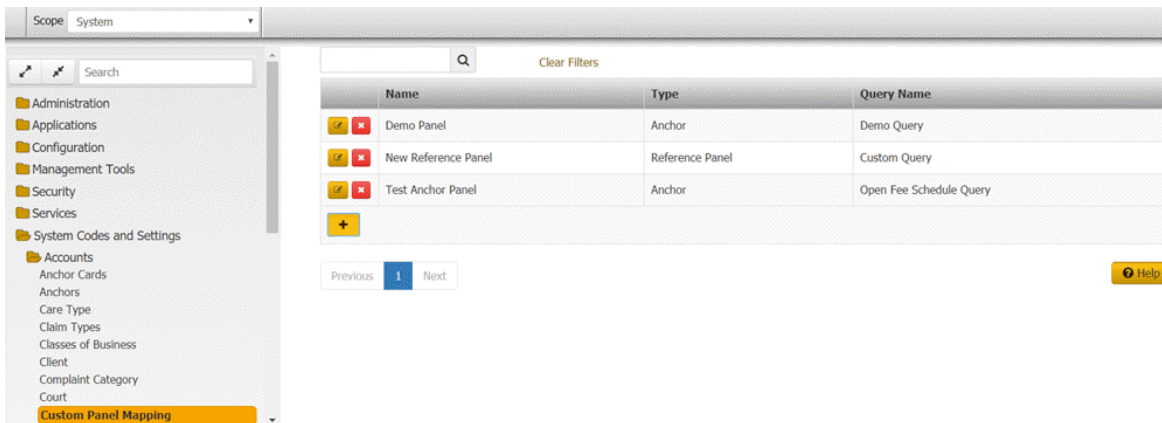 Scope System
Search
Administration
Applications
Configuration
Management Tools
Security
Services
System Codes and Settings
Accounts
Anchor Cards
Anchors
Care Type
Claim Types
Classes of Business
Client
Complaint Category
Court
Custom Panel Mapping
Clear Filters
Name Type Query Name
Demo Panel Anchor Demo Query
New Reference Panel Reference Panel Custom Query
Test Anchor Panel Anchor Open Fee Schedule Query
Previous 1 Next
Help